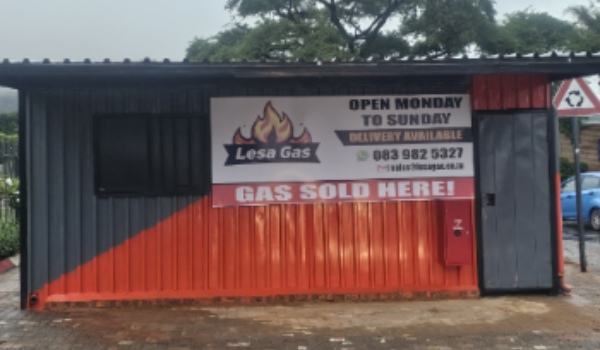 Lesa Gas
OPEN MONDAY
TO SUNDAY
DELIVERY AVAILABLE
083 982 5327
GAS SOLD HERE!